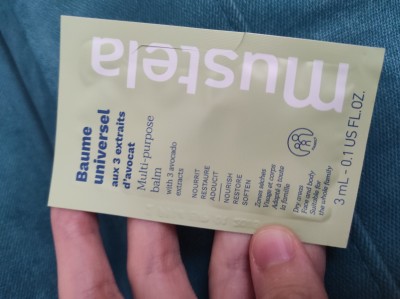 mustela
Baume
universel
aux 3 extraits
d'avocat
Multi-purpose
balm
with 3 avocado
extracts
NOURRIT
RESTAURE
ADOUCIT
NOURISH
RESTORE
SOFTEN
Zones sèches
Visage et corps
Adapté à toute
la famille
Dry areas
Face and body
Suitable for
the whole family
3 mL - 0.1 US FL.OZ.